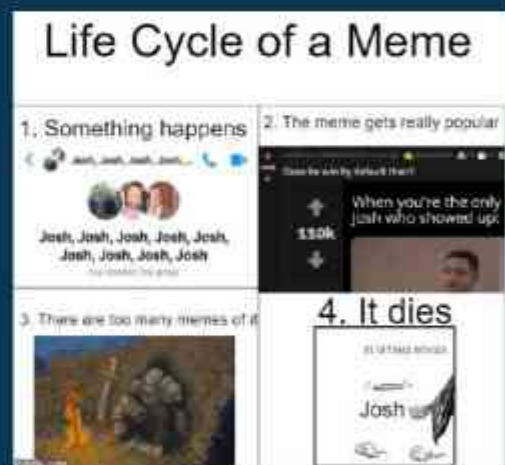 Life Cycle of a Meme
1. Something happens
2. The meme gets really popular
Josh, Josh, Josh, Josh, Josh,
Josh, Josh, Josh, Josh
When you're the only
josh who showed up:
110k
3. There are too many memes of it
4. It dies
Josh